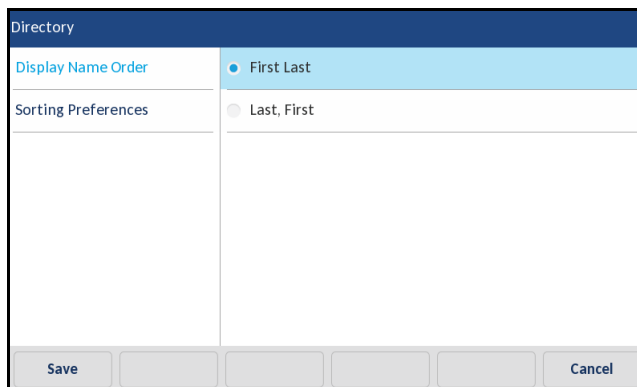 Directory
Display Name Order
First Last
Sorting Preferences
Last, First
Save
Cancel